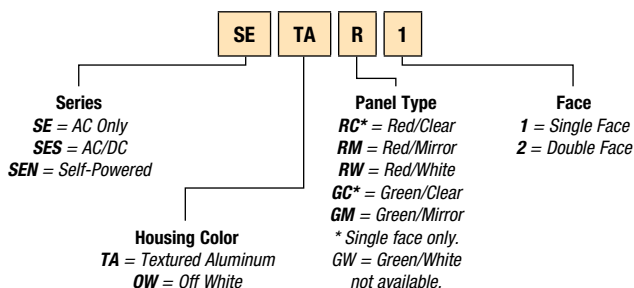 SE TA R 1
Series
SE = AC Only
SES = AC/DC
SEN = Self-Powered
Housing Color
TA = Textured Aluminum
OW = Off White
Panel Type
RC* = Red/Clear
RM = Red/Mirror
RW = Red/White
GC* = Green/Clear
GM = Green/Mirror
* Single face only.
GW = Green/White
not available.
Face
1 = Single Face
2 = Double Face